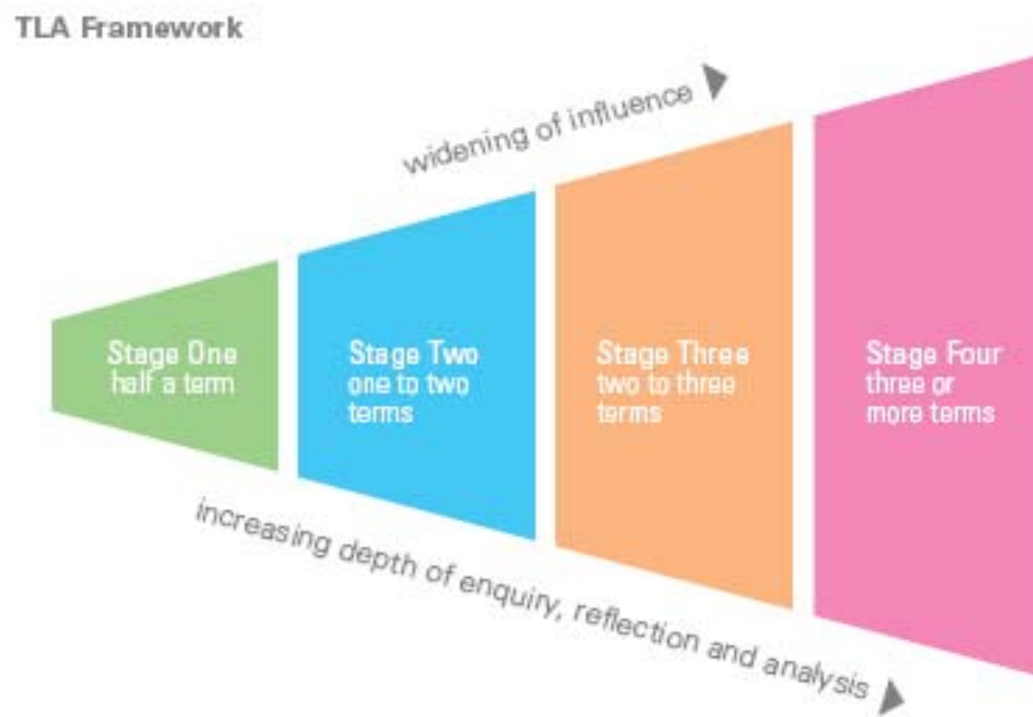 TLA Framework
widening of influence
Stage One
half a term
Stage Two
one to two
terms
Stage Three
two to three
terms
Stage Four
three or
more terms
increasing depth of enquiry, reflection and analysis